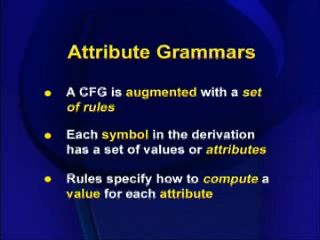 Attribute Grammars
A CFG is augmented with a set
of rules
Each symbol in the derivation
has a set of values or attributes
Rules specify how to compute a
value for each attribute